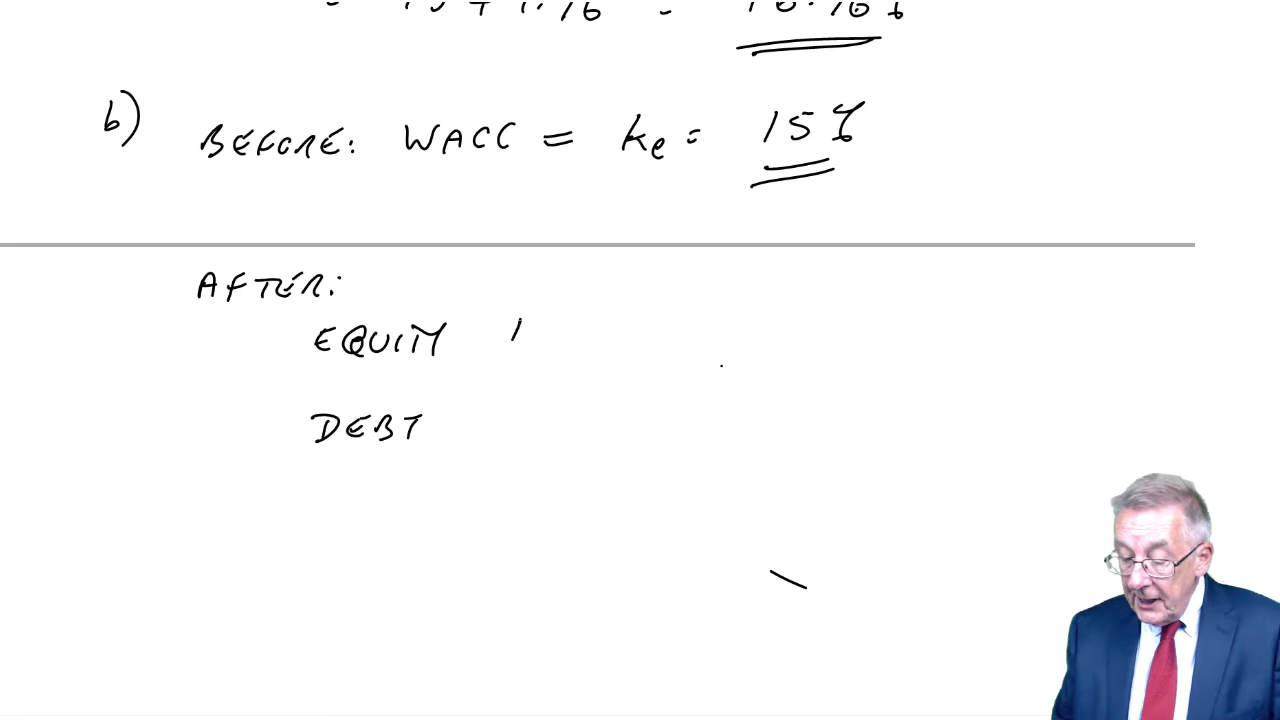 b) BEFORE: WACC = ke = 15%
AFTER:
EQUITY
DEBT